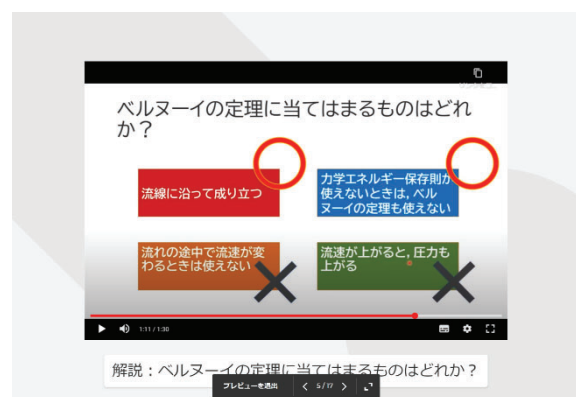 ベルヌーイの定理に当てはまるものはどれ
か？
流線に沿って成り立つ
力学エネルギー保存則が
使えないときは，ベル
ヌーイの定理も使えない
流れの途中で流速が変
わるときは使えない
流速が上がると，圧力も
上がる
1:11 / 1:30
解説：ベルヌーイの定理に当てはまるものはどれか？
プレビューを退出
5/17